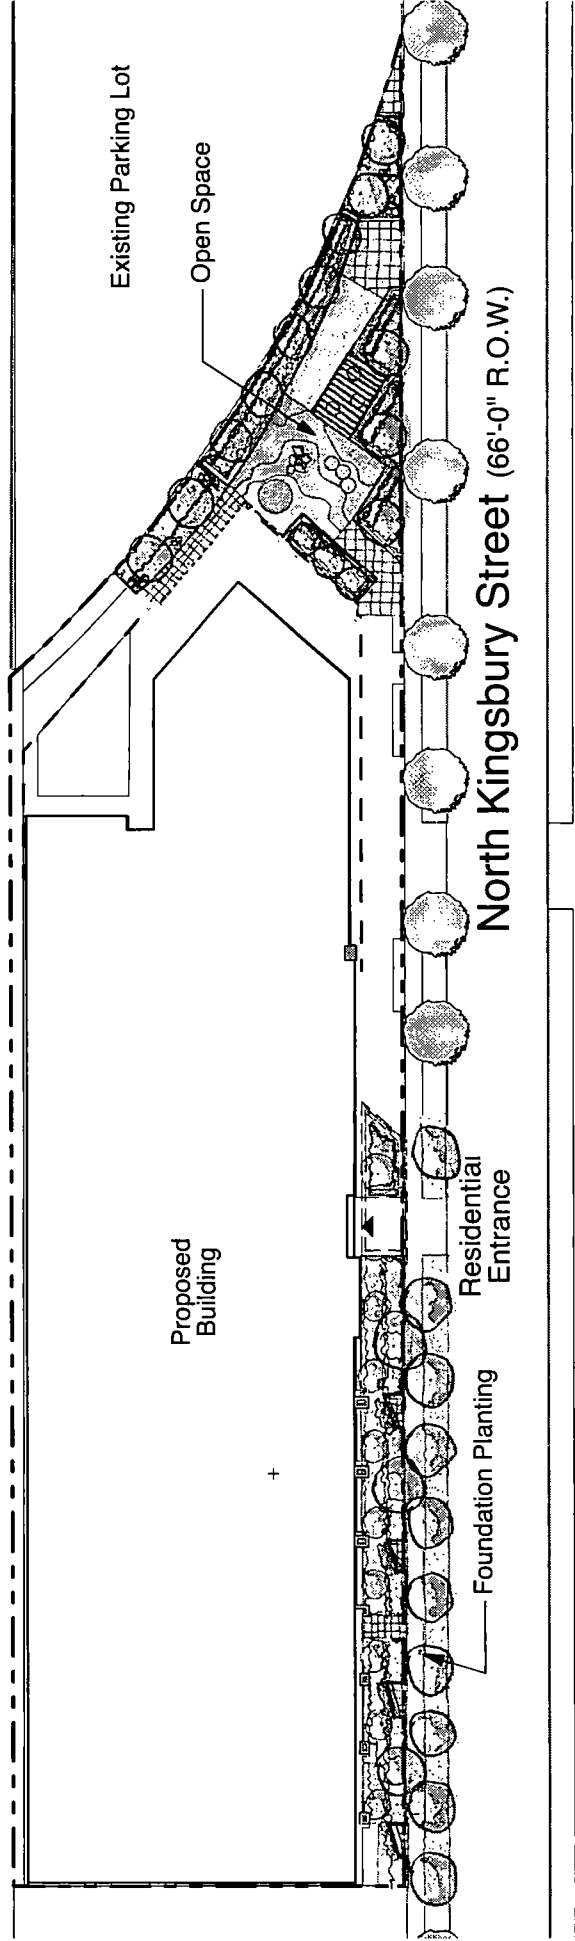 Existing Parking Lot
Open Space
North Kingsbury Street (66'-0" R.O.W.)
Proposed
Building
Residential
Entrance
Foundation Planting